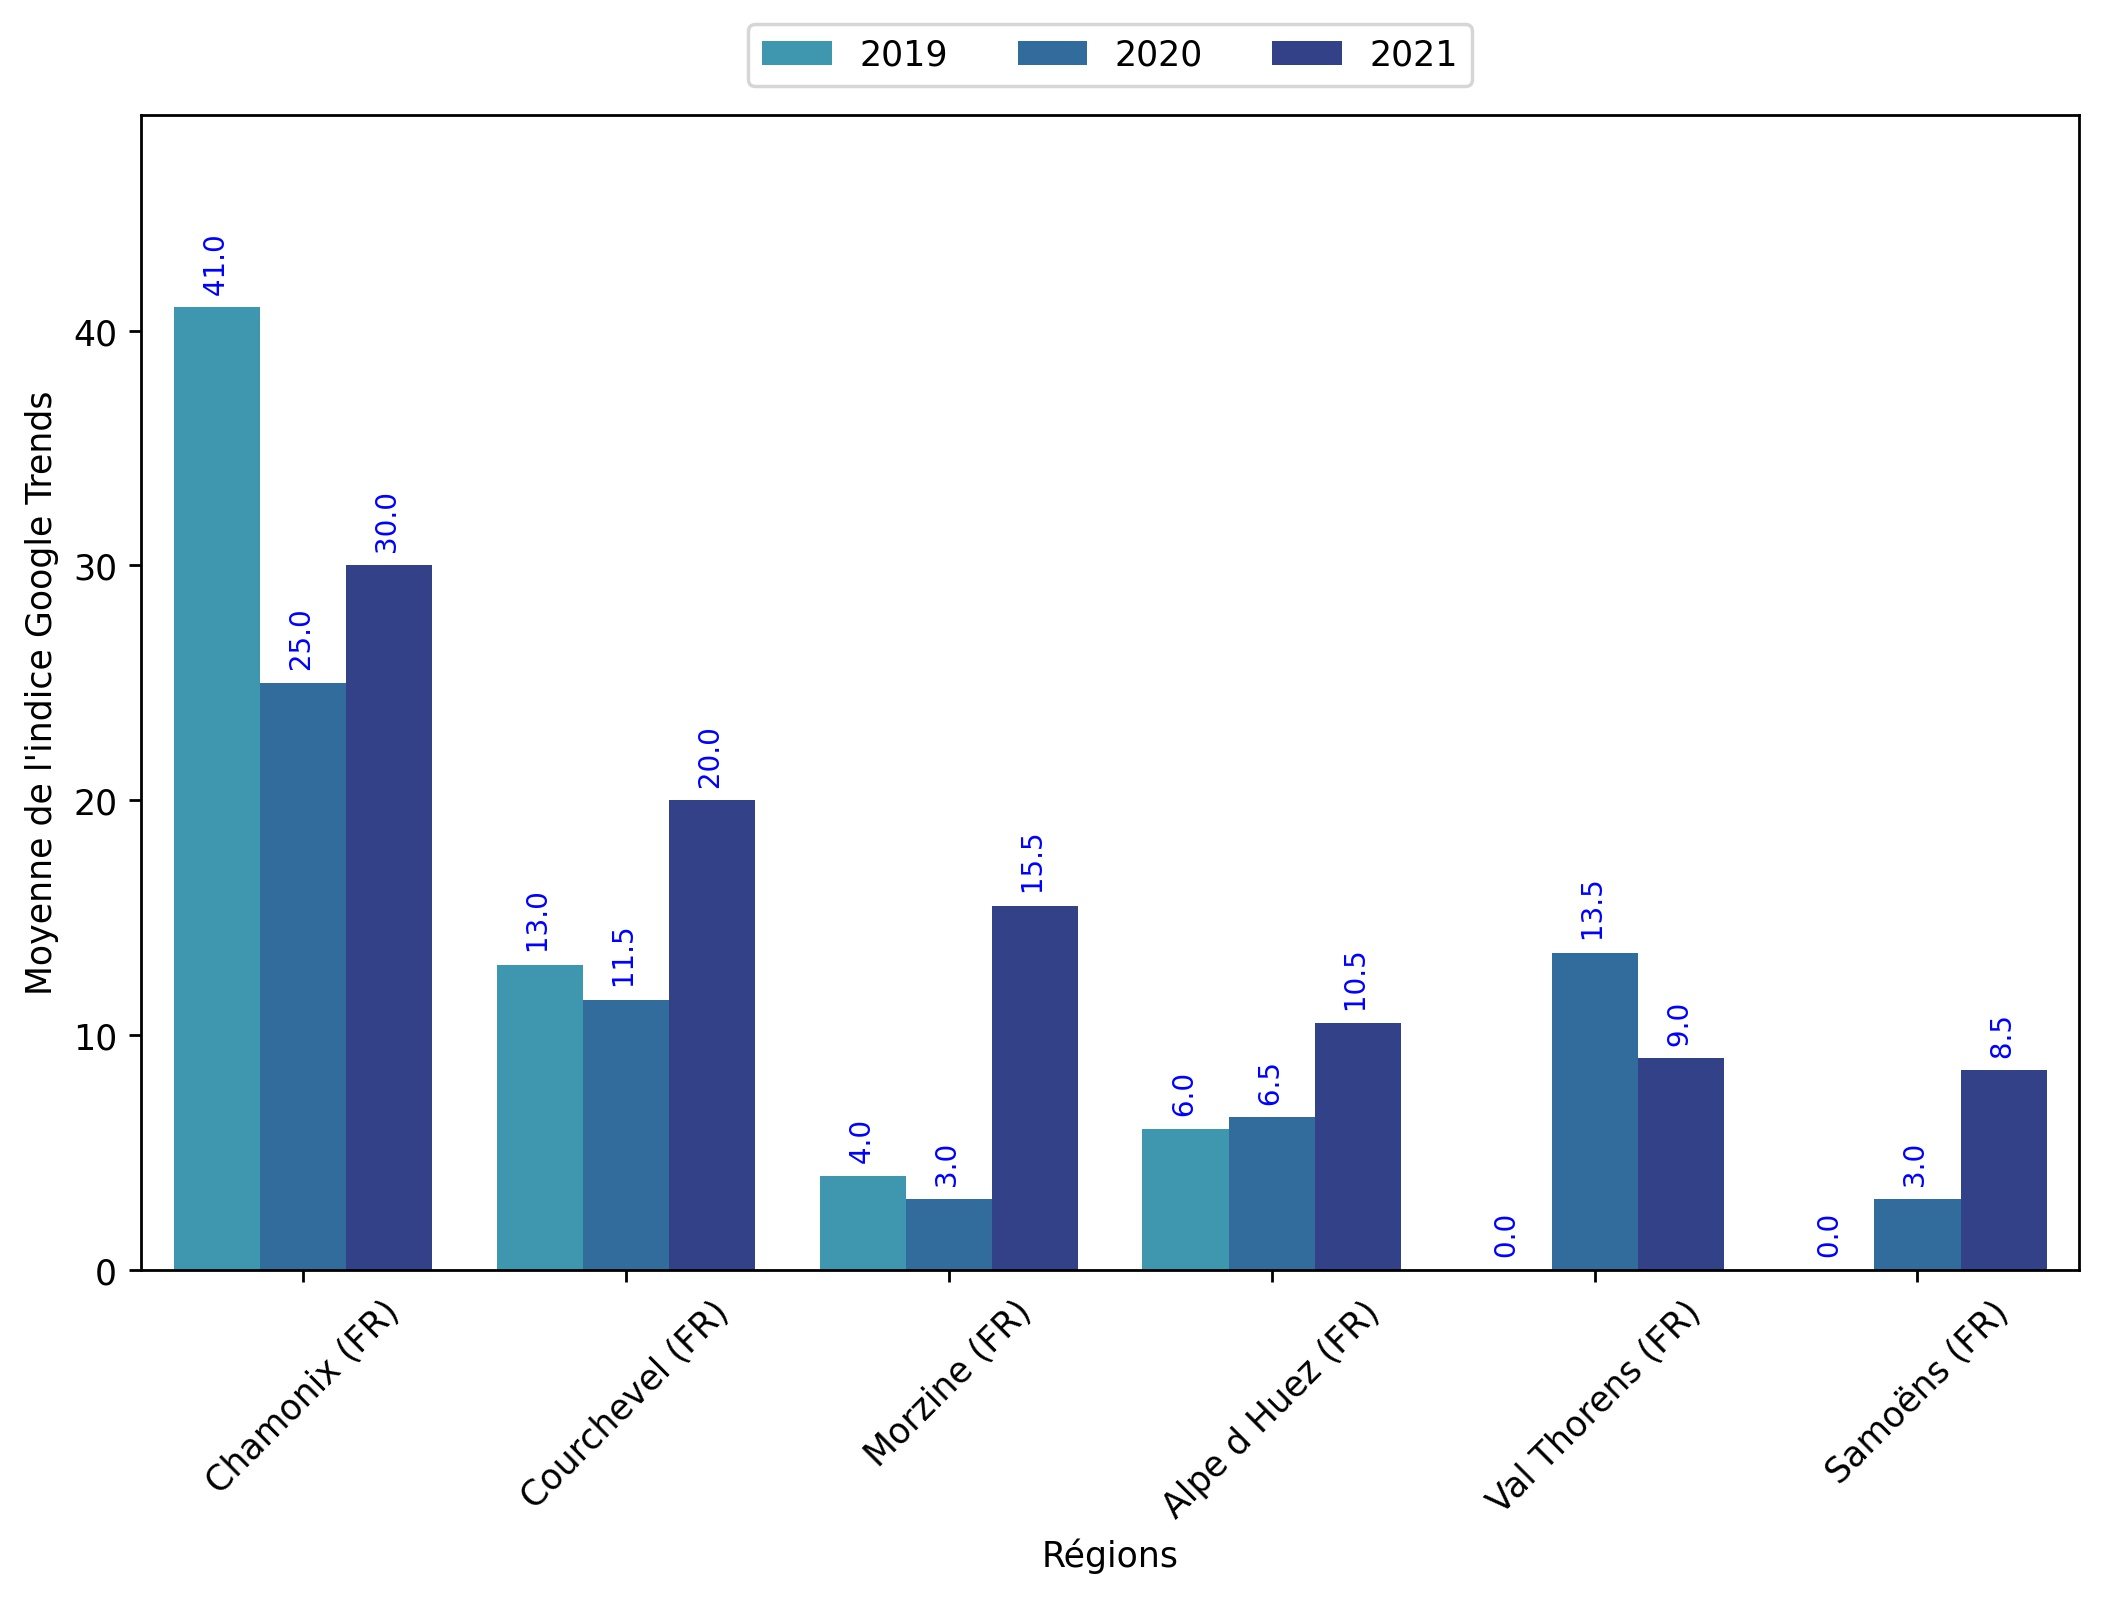 2019 2020 2021
Moyenne de l'indice Google Trends
40
30
20
10
0
41.0 25.0 30.0
13.0 11.5 20.0
4.0 3.0 15.5
6.0 6.5 10.5
0.0 13.5 9.0
0.0 3.0 8.5
Chamonix (FR)
Courchevel (FR)
Morzine (FR)
Alpe d Huez (FR)
Val Thorens (FR)
Samoëns (FR)
Régions